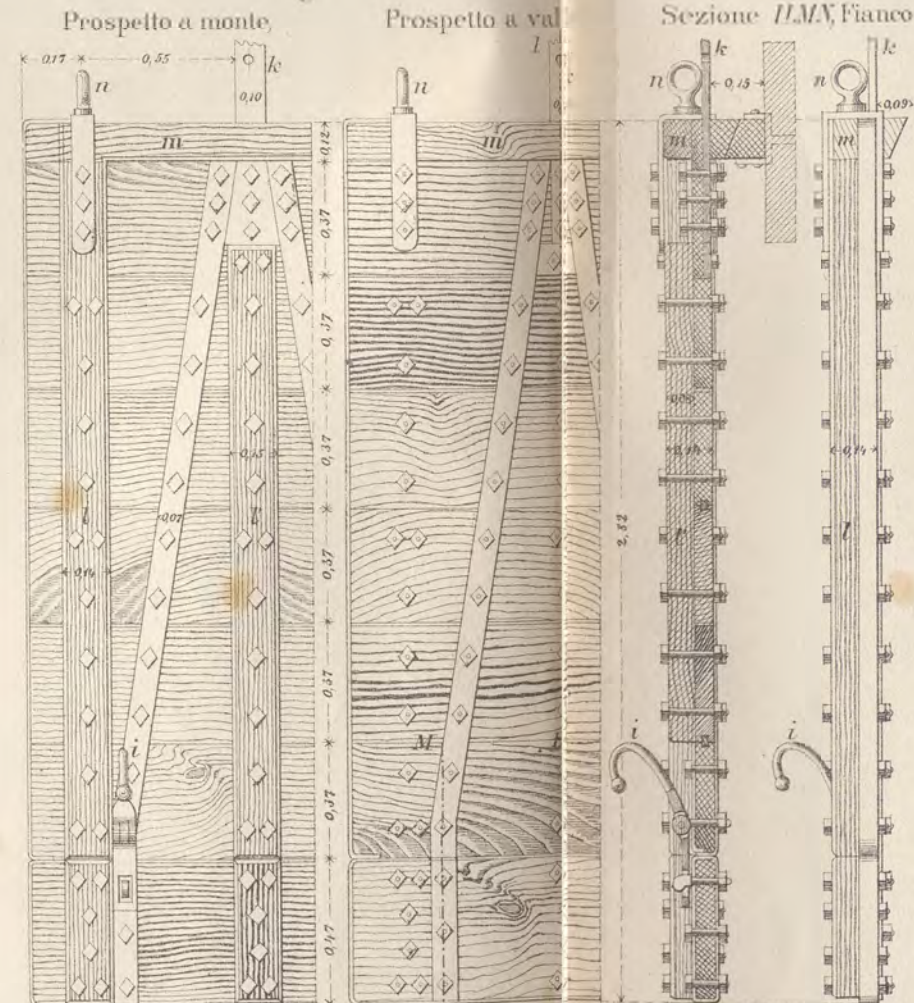 Prospetto a monte, Prospetto a val Sezione II.M.N, Fianco
0,17 0,55 k l k k
n n n 0,13 n 0,09
0,10
m m m m
0,12
0,37
0,37
0,37
0,15
l l' l
0,07 0,14
0,14 0,37 2,82
0,37
i M i i
0,37
0,47